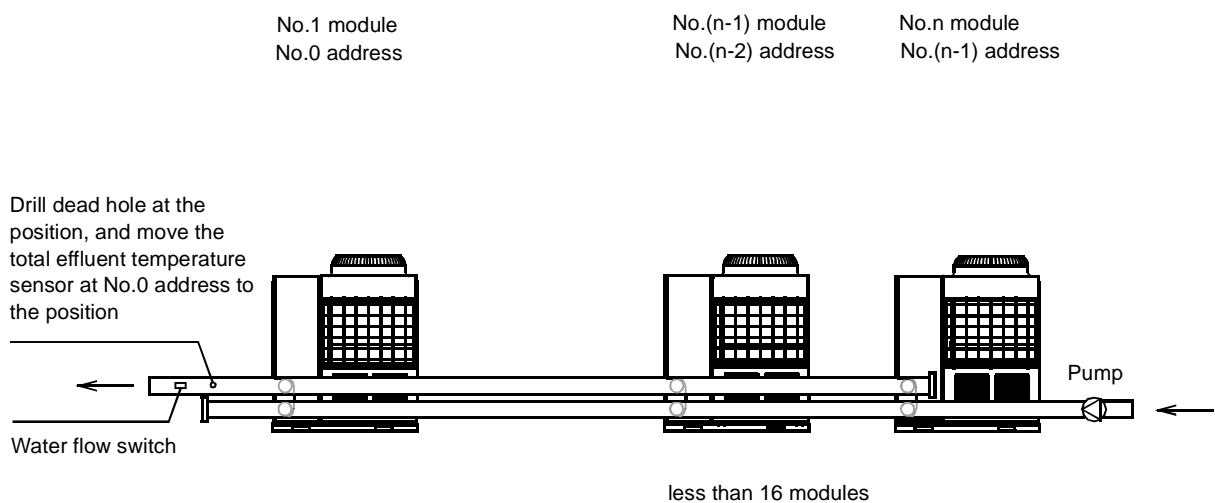 No.1 module
No.0 address
No.(n-1) module
No.(n-2) address
No.n module
No.(n-1) address
Drill dead hole at the
position, and move the
total effluent temperature
sensor at No.0 address to
the position
Pump
Water flow switch
less than 16 modules